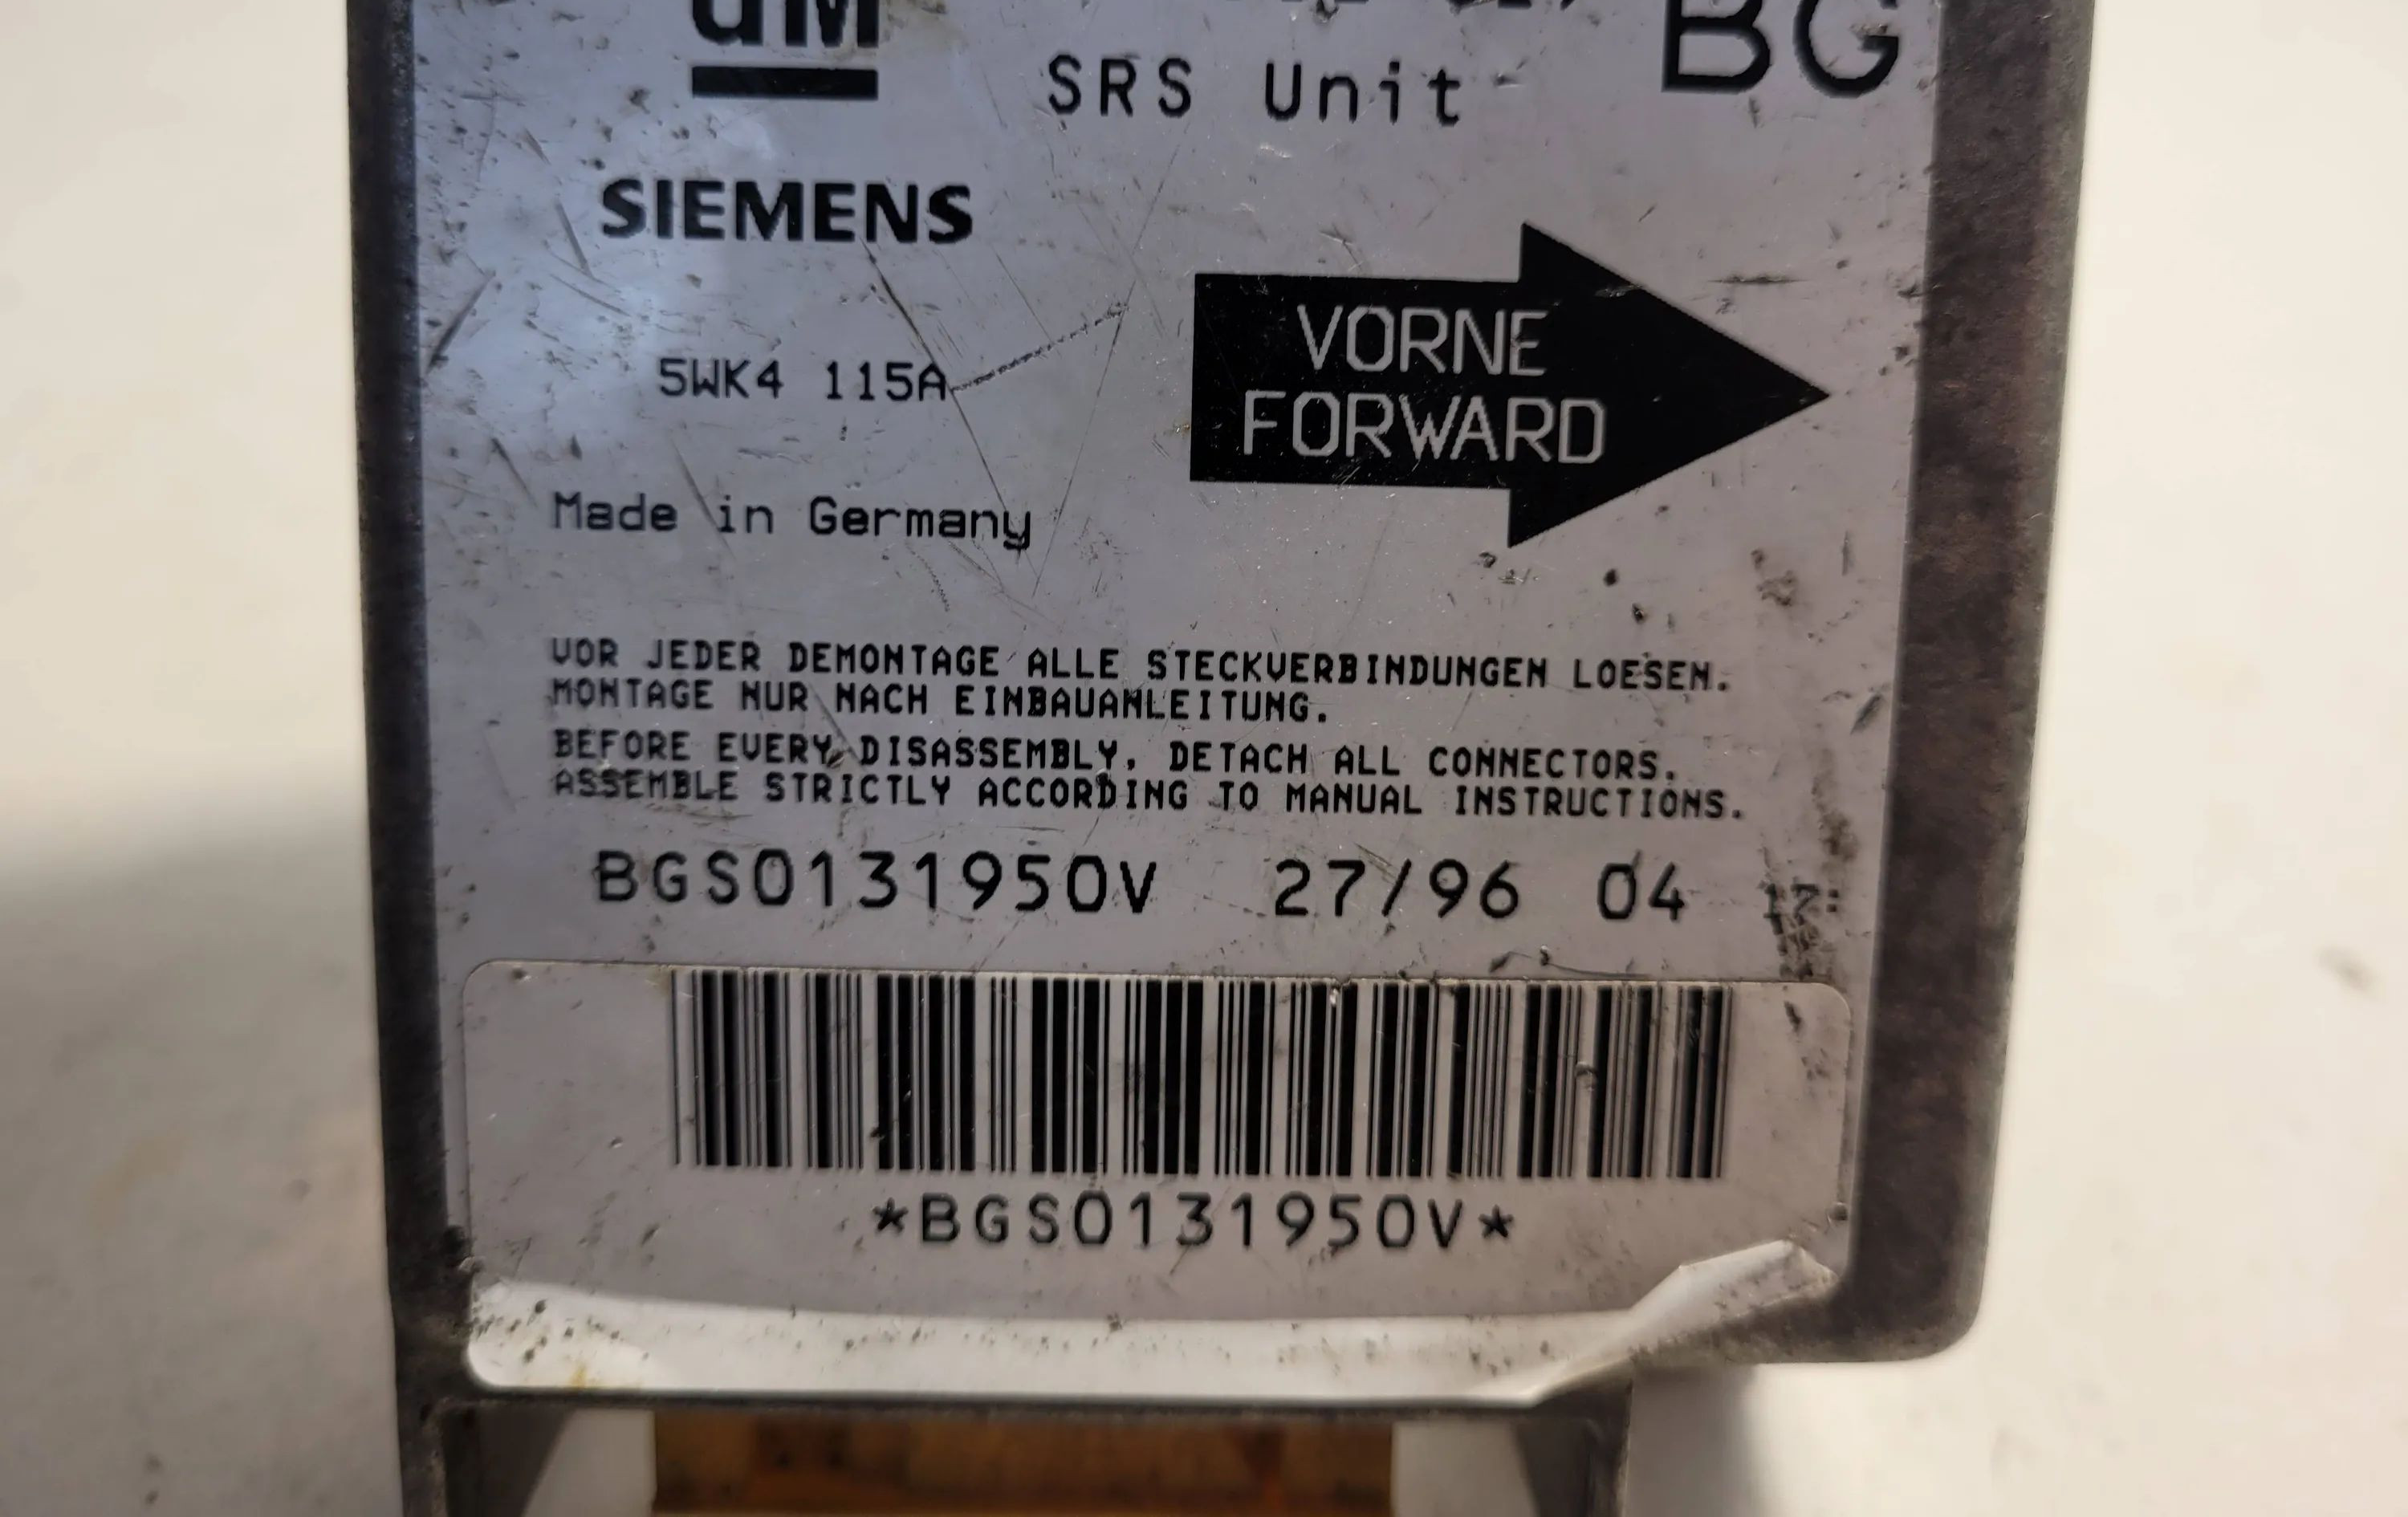 GM
BG
SRS Unit
SIEMENS
VORNE
FORWARD
5WK4 115A
Made in Germany
VOR JEDER DEMONTAGE ALLE STECKVERBINDUNGEN LOESEN.
MONTAGE NUR NACH EINBAUANLEITUNG.
BEFORE EVERY DISASSEMBLY, DETACH ALL CONNECTORS.
ASSEMBLE STRICTLY ACCORDING TO MANUAL INSTRUCTIONS.
BGS0131950V 27/96 04
*BGS0131950V*